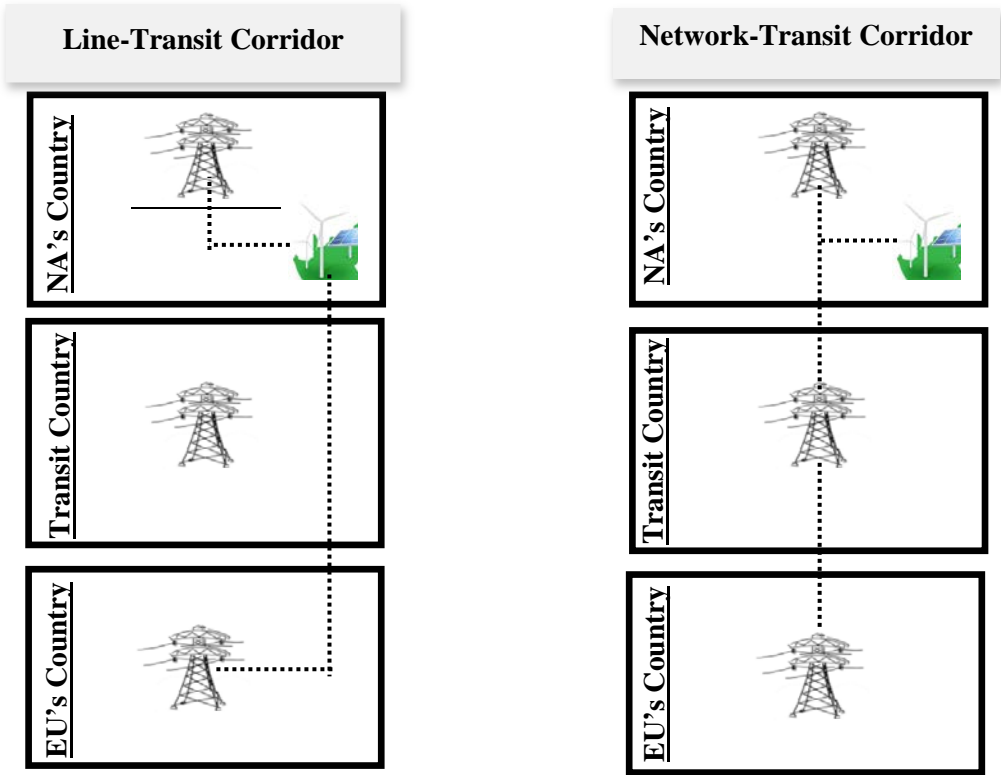 Line-Transit Corridor
NA's Country
Transit Country
EU's Country
Network-Transit Corridor
NA's Country
Transit Country
EU's Country